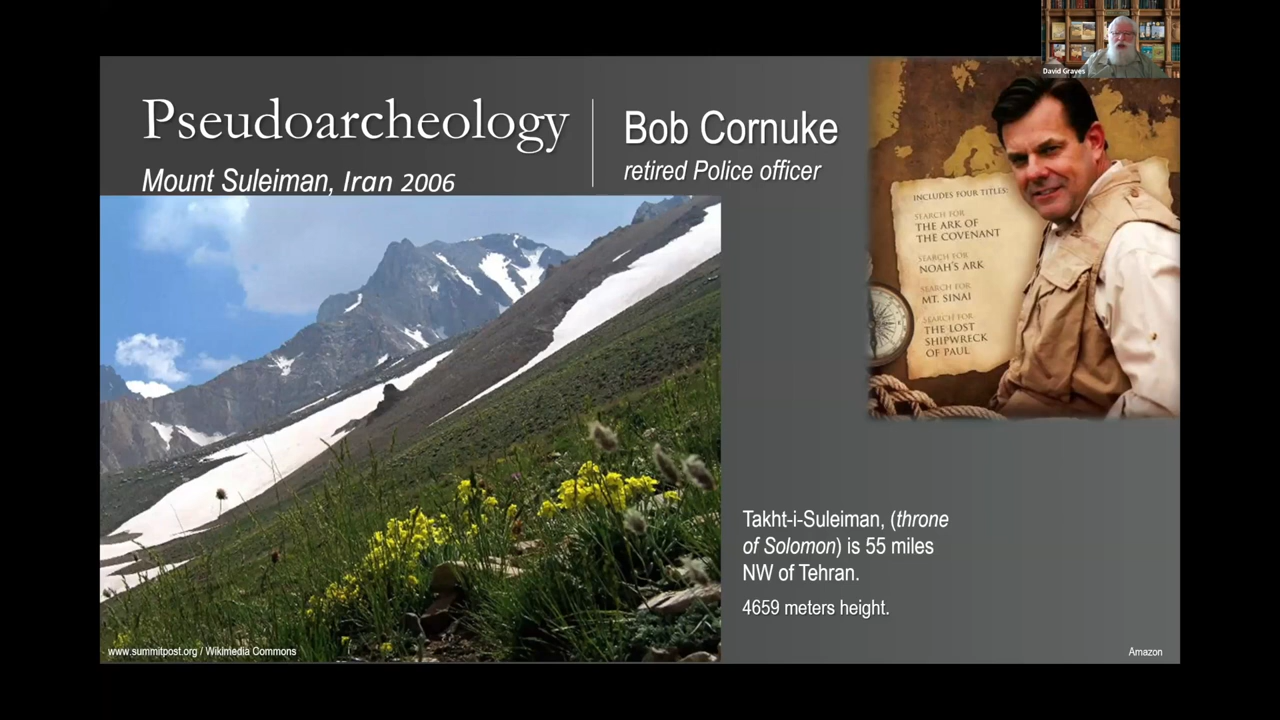 David Graves
Pseudoarcheology
Mount Suleiman, Iran 2006
Bob Cornuke
retired Police officer
INCLUDES FOUR TITLES:
SEARCH FOR
THE ARK OF
THE COVENANT
SEARCH FOR
NOAH'S ARK
SEARCH FOR
MT. SINAI
SEARCH FOR
THE LOST
SHIPWRECK
OF PAUL
Takht-i-Suleiman, (throne
of Solomon) is 55 miles
NW of Tehran.
4659 meters height.
www.summitpost.org / Wikimedia Commons
Amazon